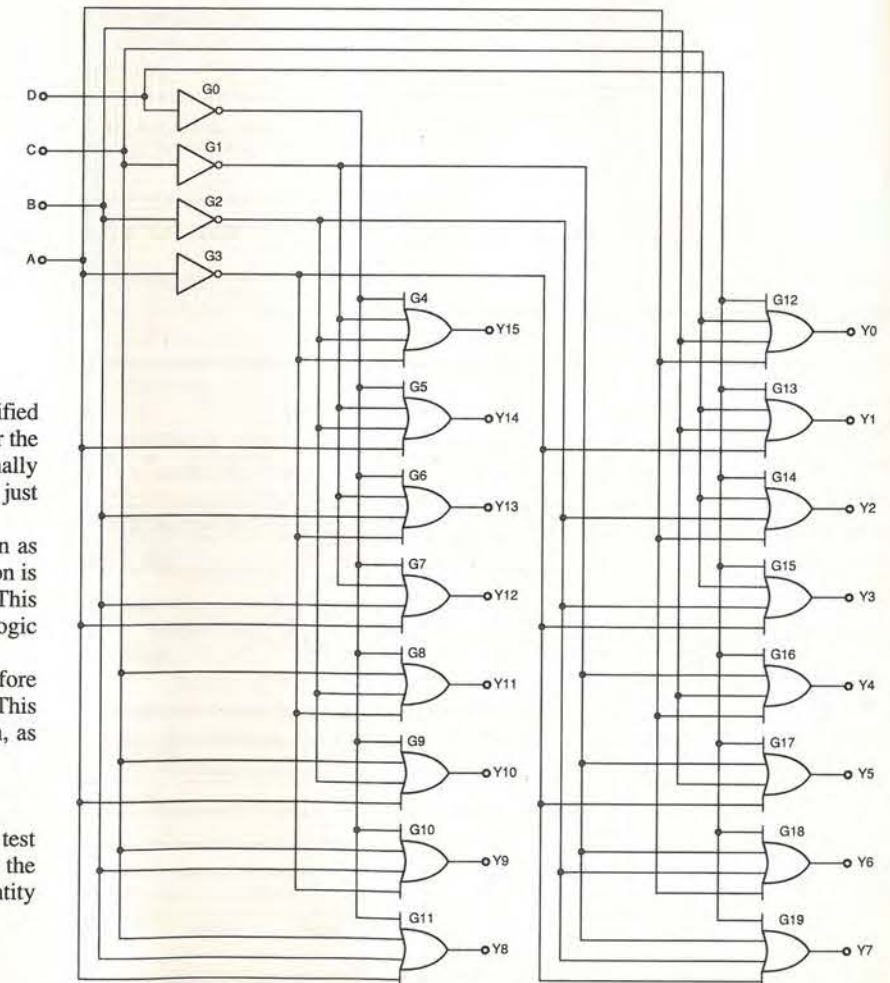 D
C
B
A
G0
G1
G2
G3
G4
Y15
G5
Y14
G6
Y13
G7
Y12
G8
Y11
G9
Y10
G10
Y9
G11
Y8
G12
Y0
G13
Y1
G14
Y2
G15
Y3
G16
Y4
G17
Y5
G18
Y6
G19
Y7
ified
r the
nally
just
n as
on is
This
ogic
fore
This
n, as
test
the
ntity